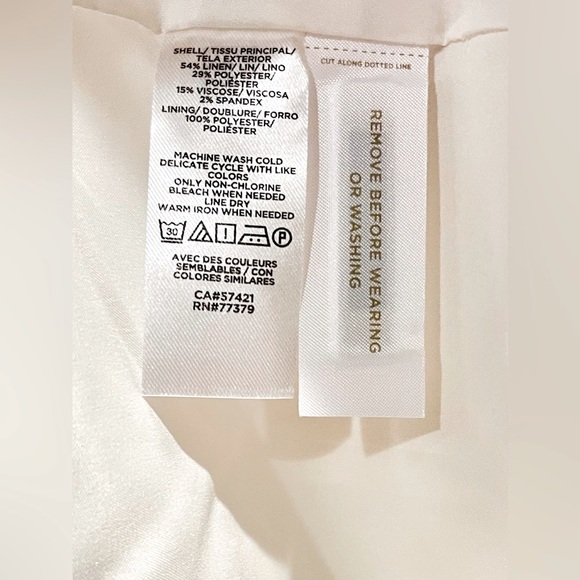 SHELL/ TISSU PRINCIPAL/
TELA EXTERIOR
54% LINEN/ LIN/ LINO
29% POLYESTER/
POLIÉSTER
15% VISCOSE/ VISCOSA
2% SPANDEX
LINING/ DOUBLURE/ FORRO
100% POLYESTER/
POLIÉSTER
MACHINE WASH COLD
DELICATE CYCLE WITH LIKE
COLORS
ONLY NON-CHLORINE
BLEACH WHEN NEEDED
LINE DRY
WARM IRON WHEN NEEDED
30
P
AVEC DES COULEURS
SEMBLABLES / CON
COLORES SIMILARES
CA#57421
RN#77379
CUT ALONG DOTTED LINE
REMOVE BEFORE WEARING
OR WASHING